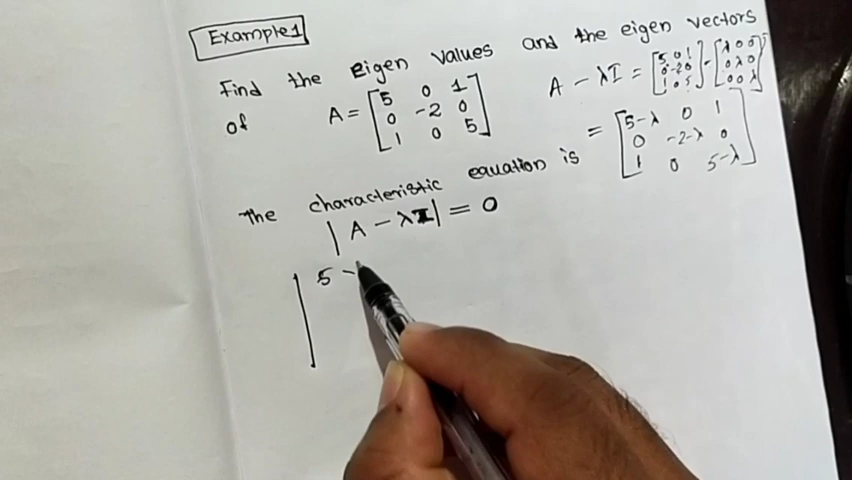 Example1
Find the Eigen values and the eigen vectors
of A = [5 0 1
0 -2 0
1 0 5]
A - λI = [5 0 1
0 -2 0
1 0 5] - [λ 0 0
0 λ 0
0 0 λ]
= [5-λ 0 1
0 -2-λ 0
1 0 5-λ]
The characteristic equation is
|A - λI| = 0
| 5 -